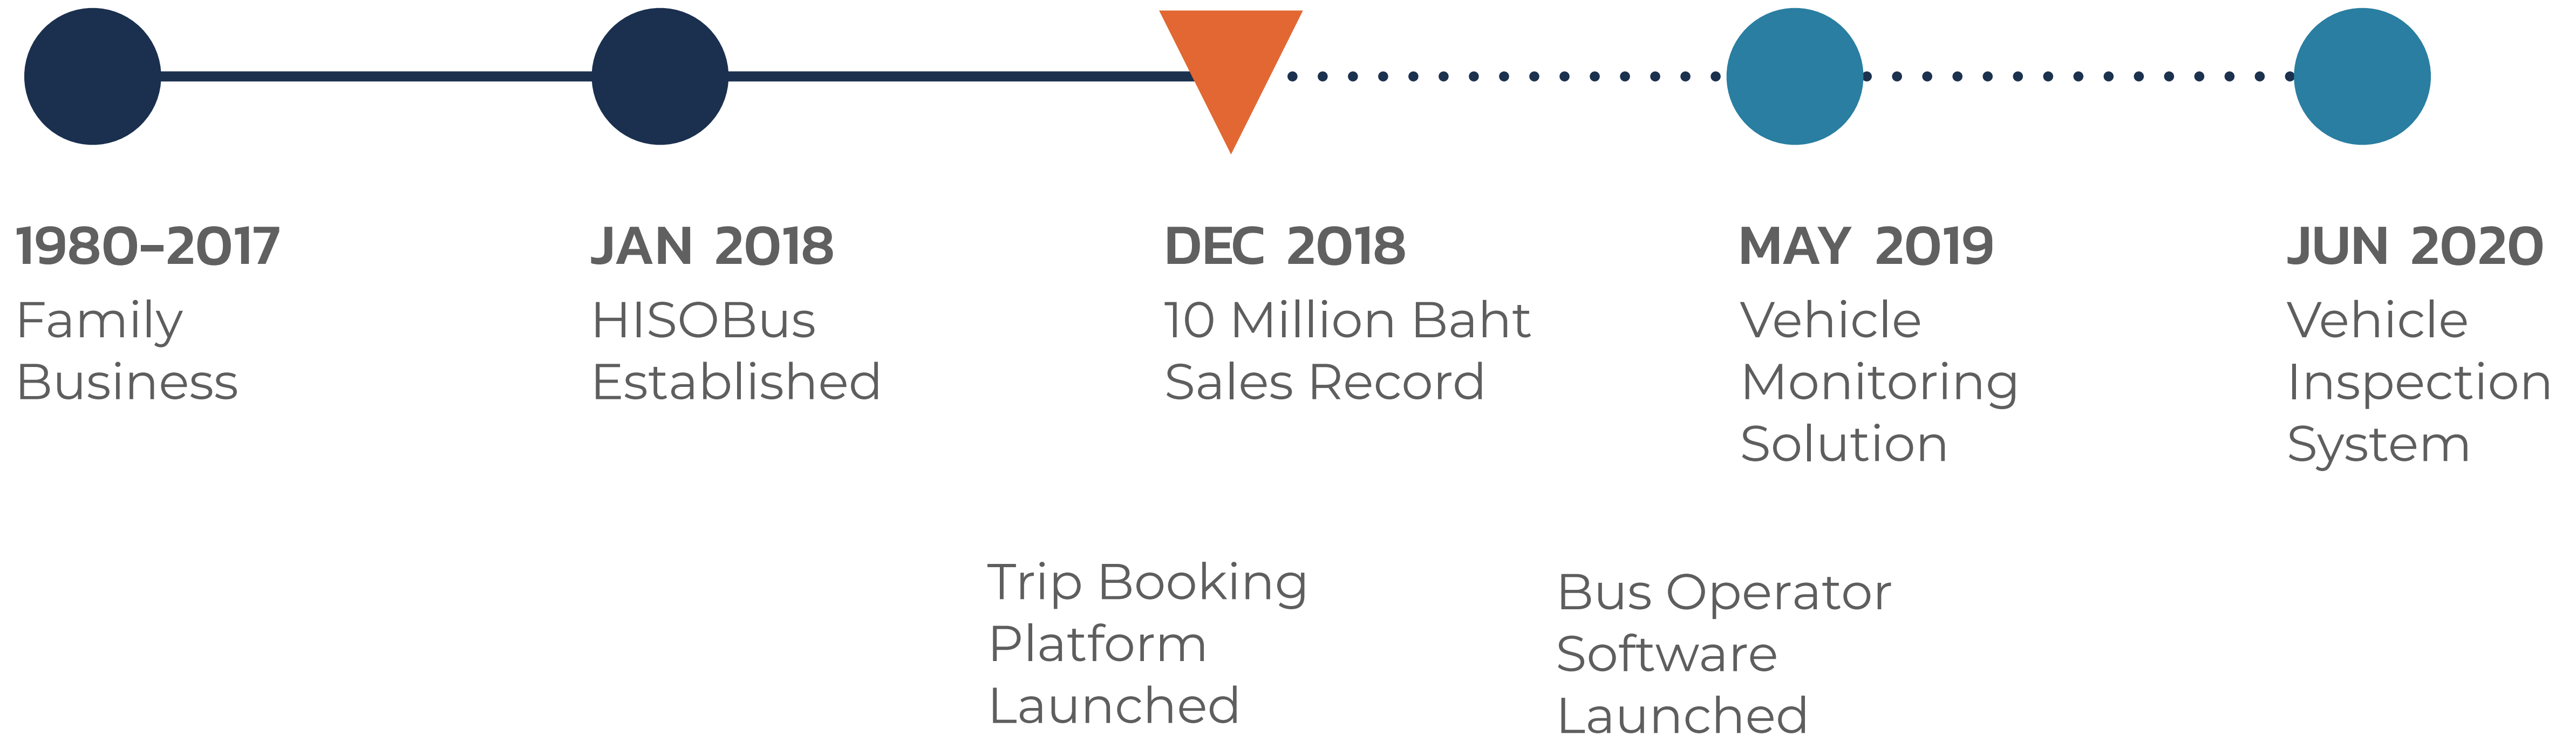 1980-2017
Family
Business
JAN 2018
HISOBus
Established
DEC 2018
10 Million Baht
Sales Record
MAY 2019
Vehicle
Monitoring
Solution
JUN 2020
Vehicle
Inspection
System
Trip Booking
Platform
Launched
Bus Operator
Software
Launched